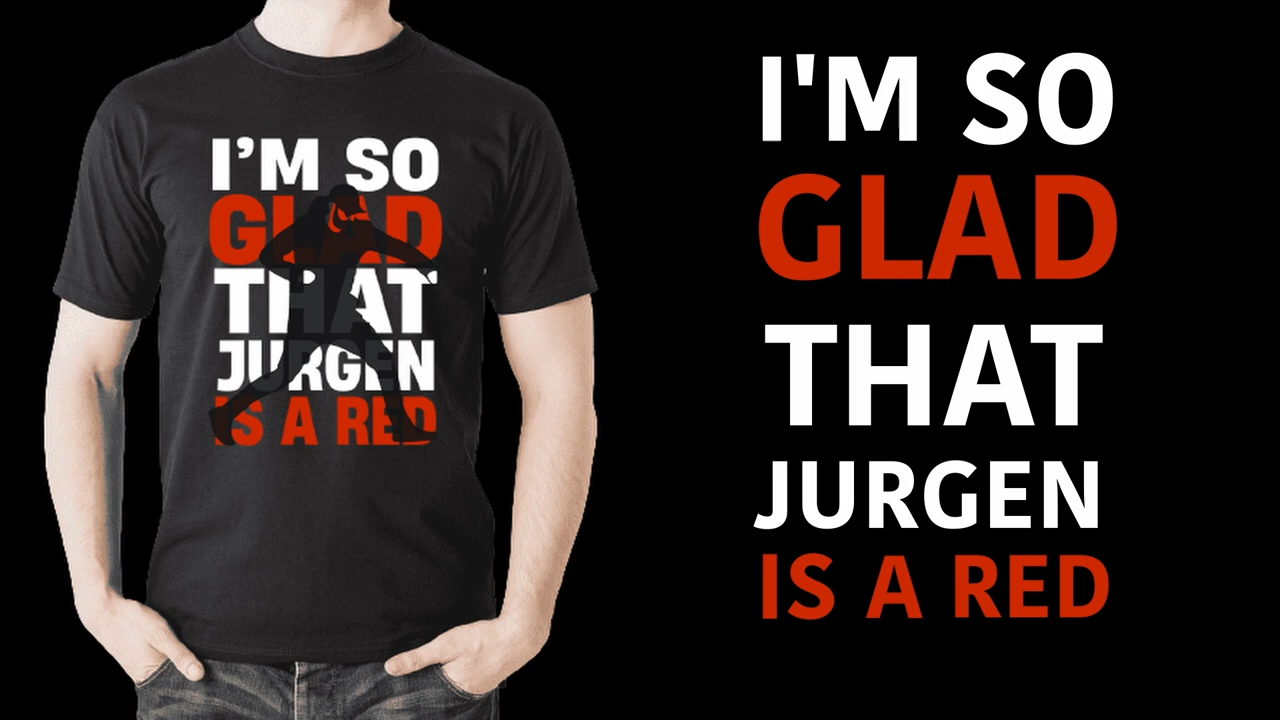 I'M SO
GLAD
THAT
JURGEN
IS A RED
I'M SO
GLAD
THAT
JURGEN
IS A RED